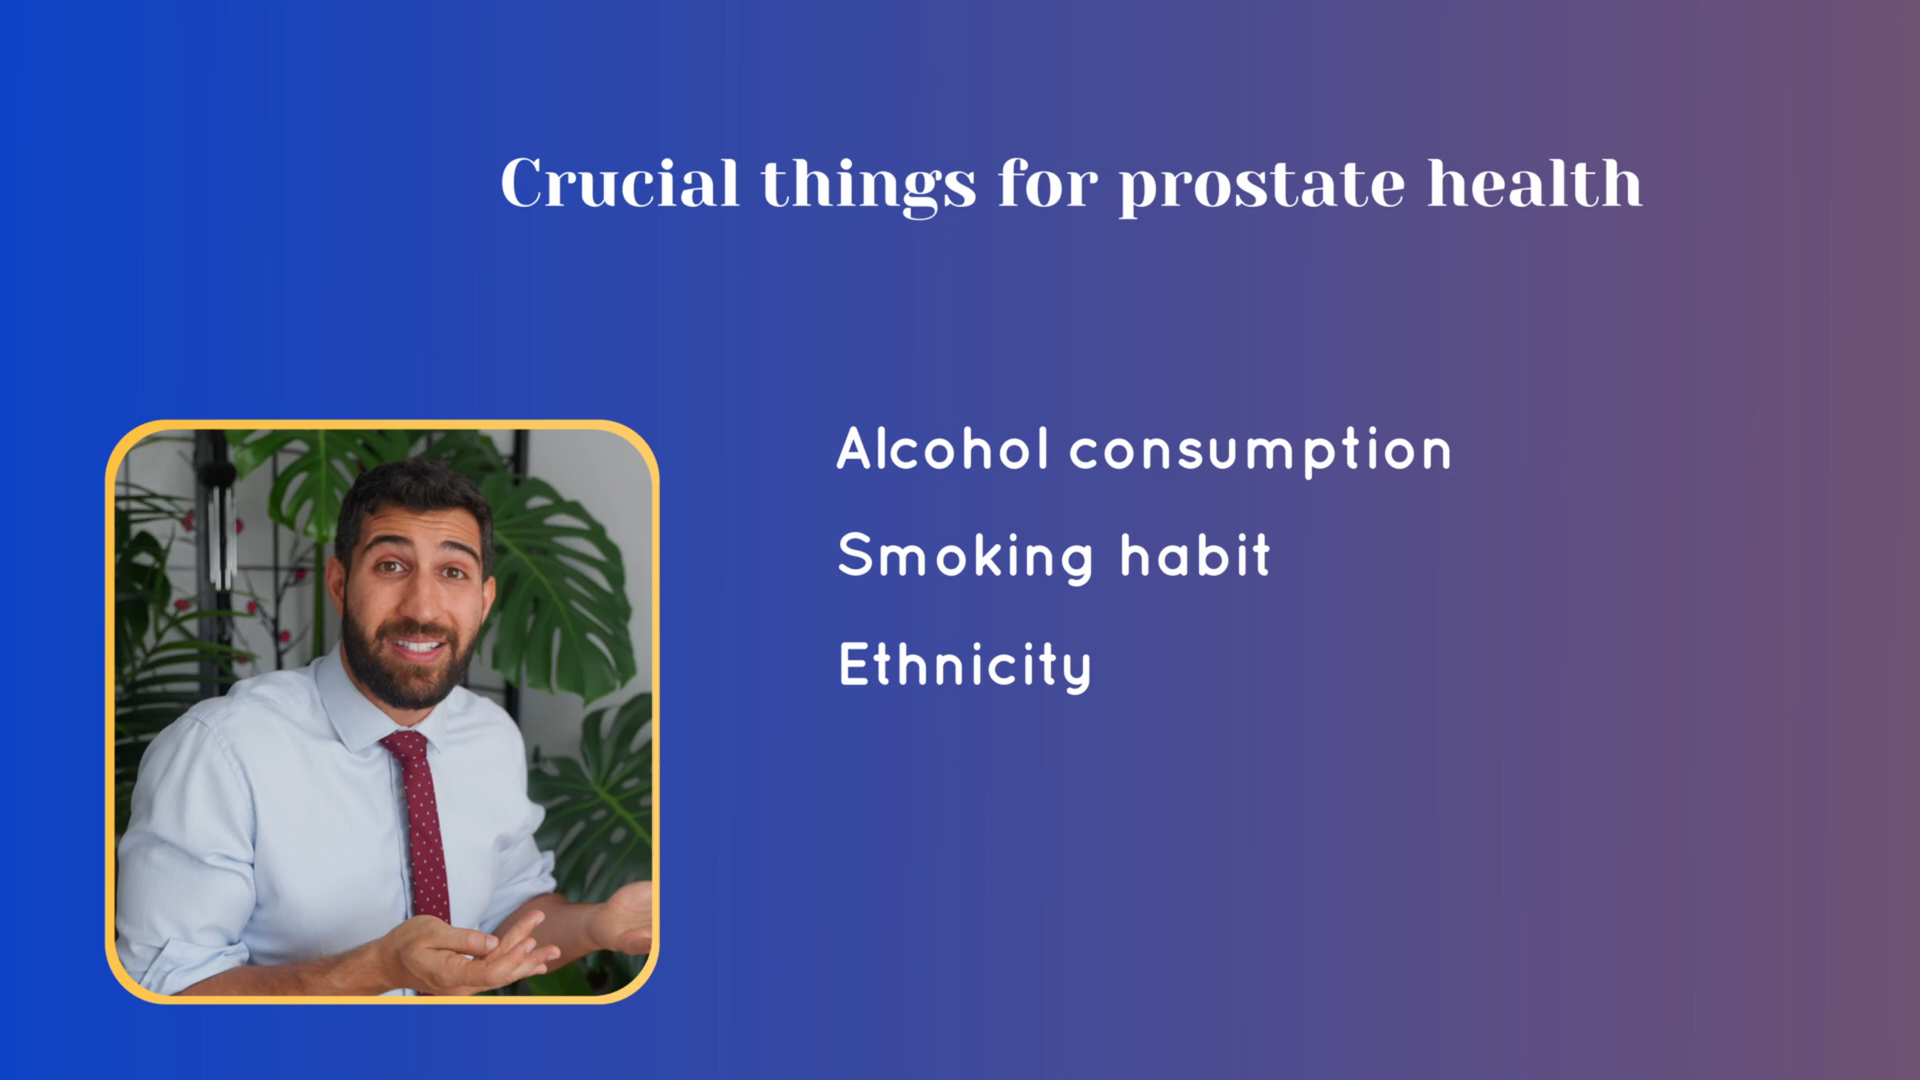 Crucial things for prostate health
Alcohol consumption
Smoking habit
Ethnicity